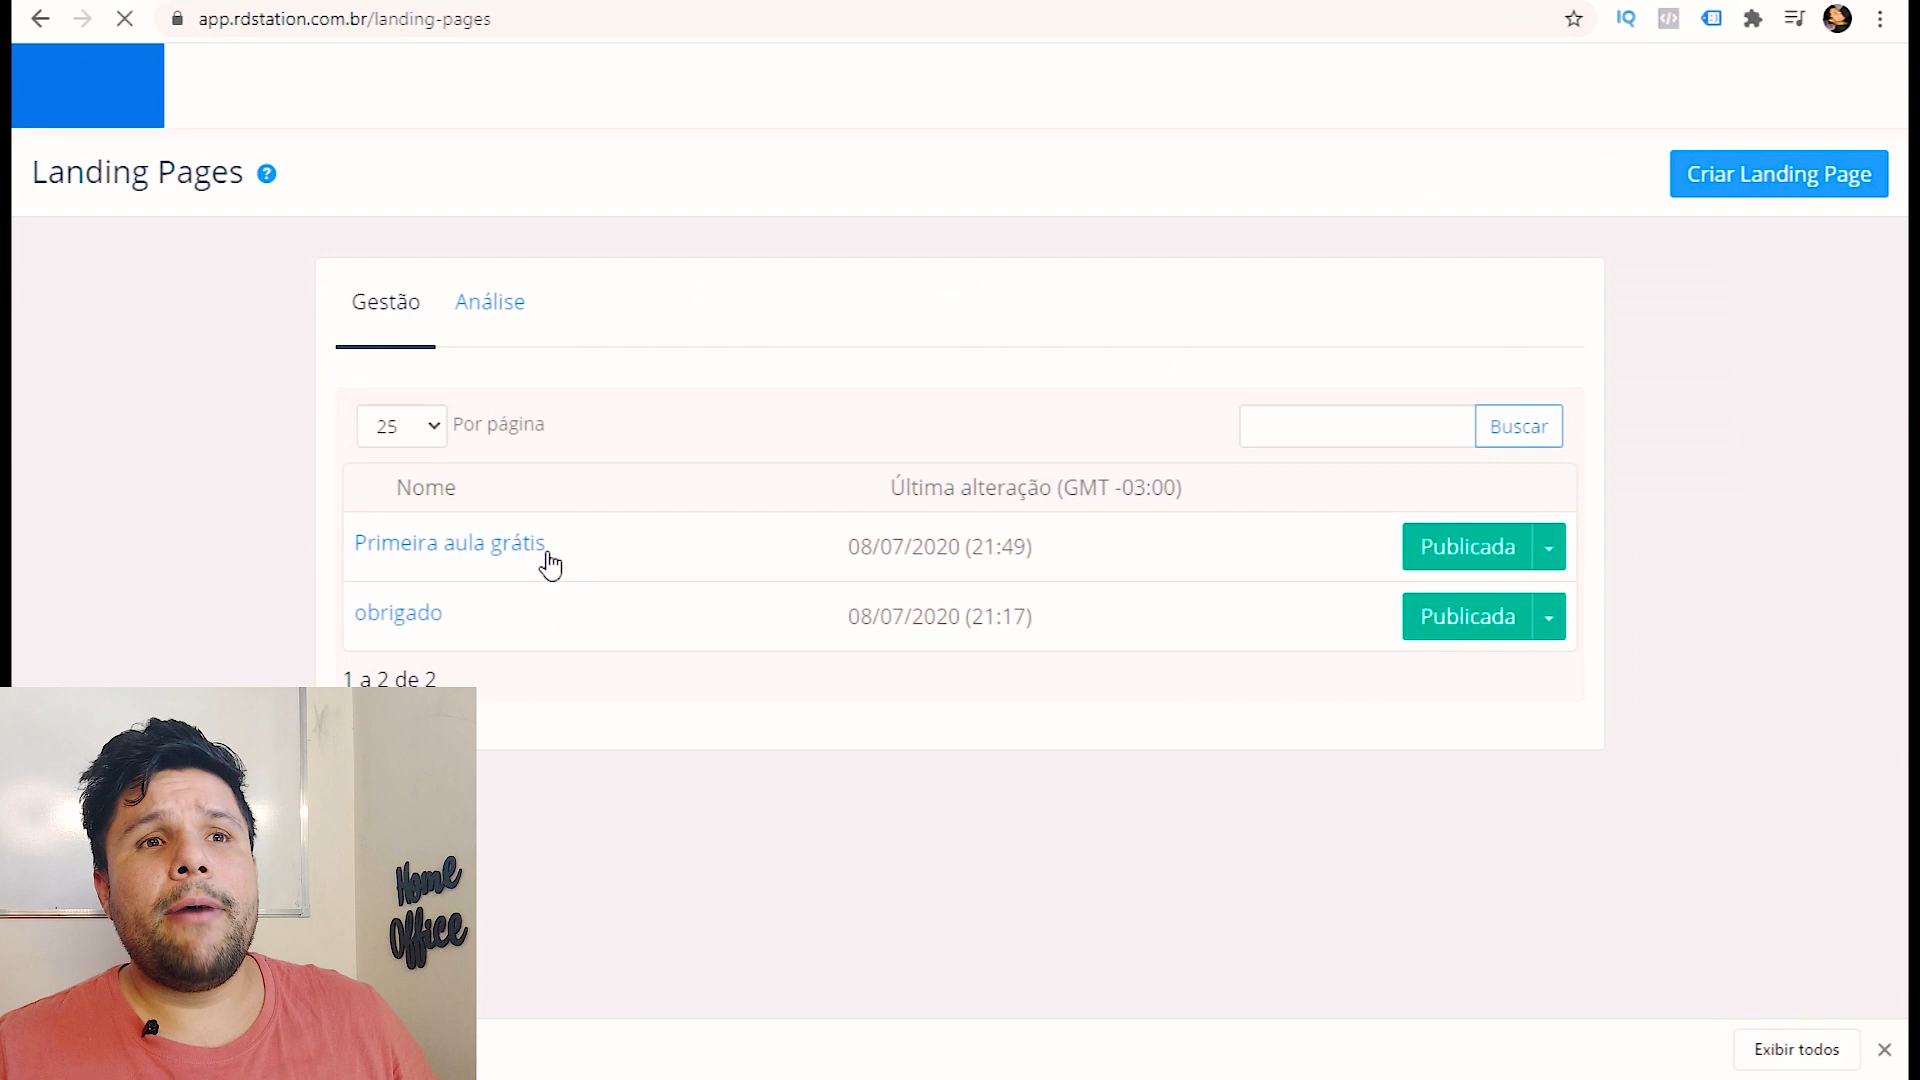 app.rdstation.com.br/landing-pages
IQ
Landing Pages ?
Criar Landing Page
Gestão Análise
25 Por página
Buscar
Nome Última alteração (GMT -03:00)
Primeira aula grátis 08/07/2020 (21:49) Publicada
obrigado 08/07/2020 (21:17) Publicada
1 a 2 de 2
Home
Office
Exibir todos